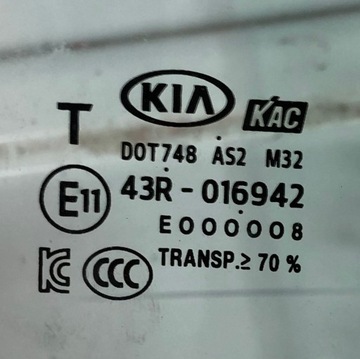 KIA KAC
T
DOT748 AS2 M32
E11 43R - 016942
E000008
KC CCC TRANSP.≥ 70 %